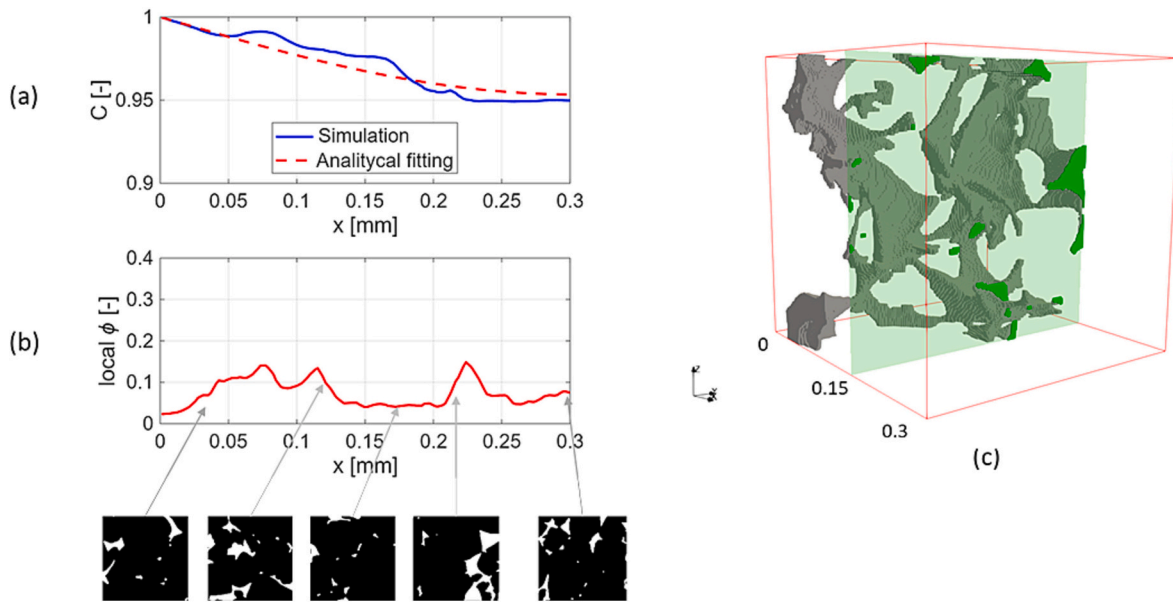 (a)
1
0.95
0.9
C [-]
Simulation
Analitycal fitting
0 0.05 0.1 0.15 0.2 0.25 0.3
x [mm]
(b)
0.4
0.3
0.2
0.1
0
local ϕ [-]
0 0.05 0.1 0.15 0.2 0.25 0.3
x [mm]
0
0.15
0.3
z
(c)